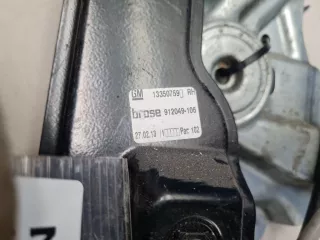 GM 13350759 RH
brose 912049-106
27.02.13 Pac 102